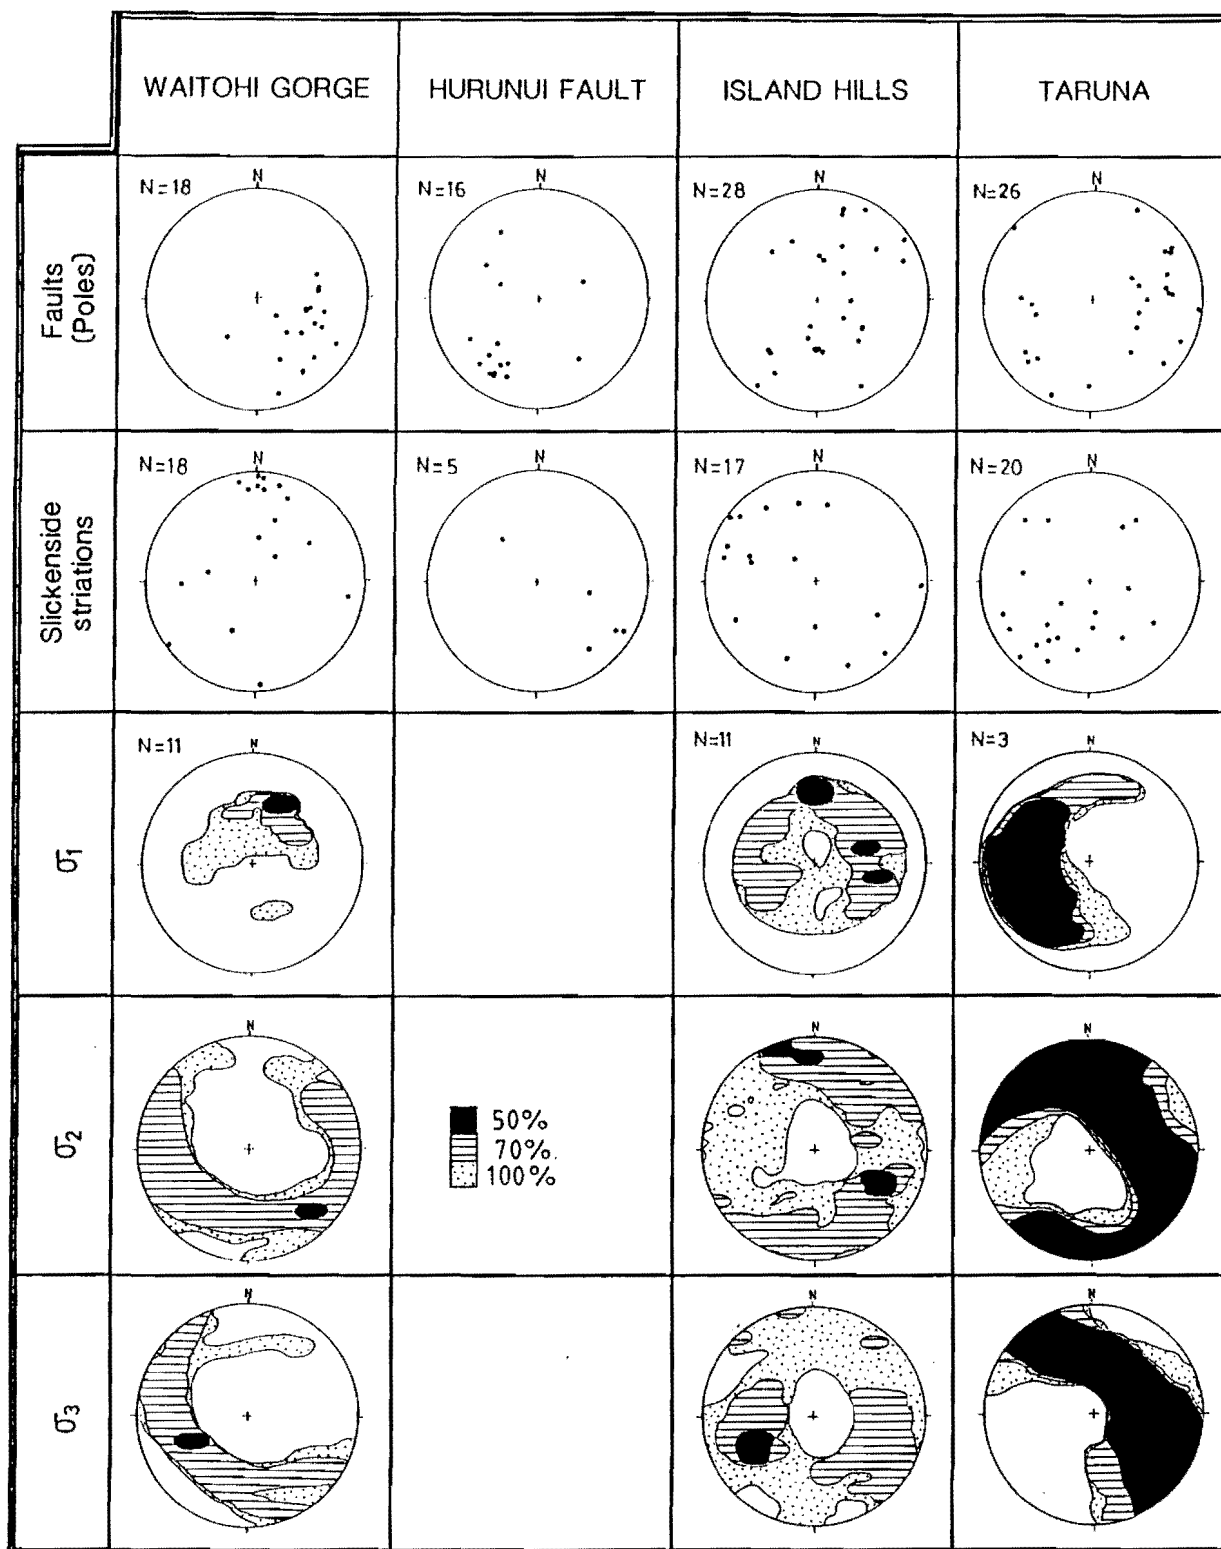 WAITOHI GORGE HURUNUI FAULT ISLAND HILLS TARUNA
Faults
(Poles)
N=18 N N=16 N N=28 N N=26 N
Slickenside
striations
N=18 N N=5 N N=17 N N=20 N
σ1
N=11 N N=11 N N=3 N
σ2
N N N
50%
70%.
100%
σ3
N N N